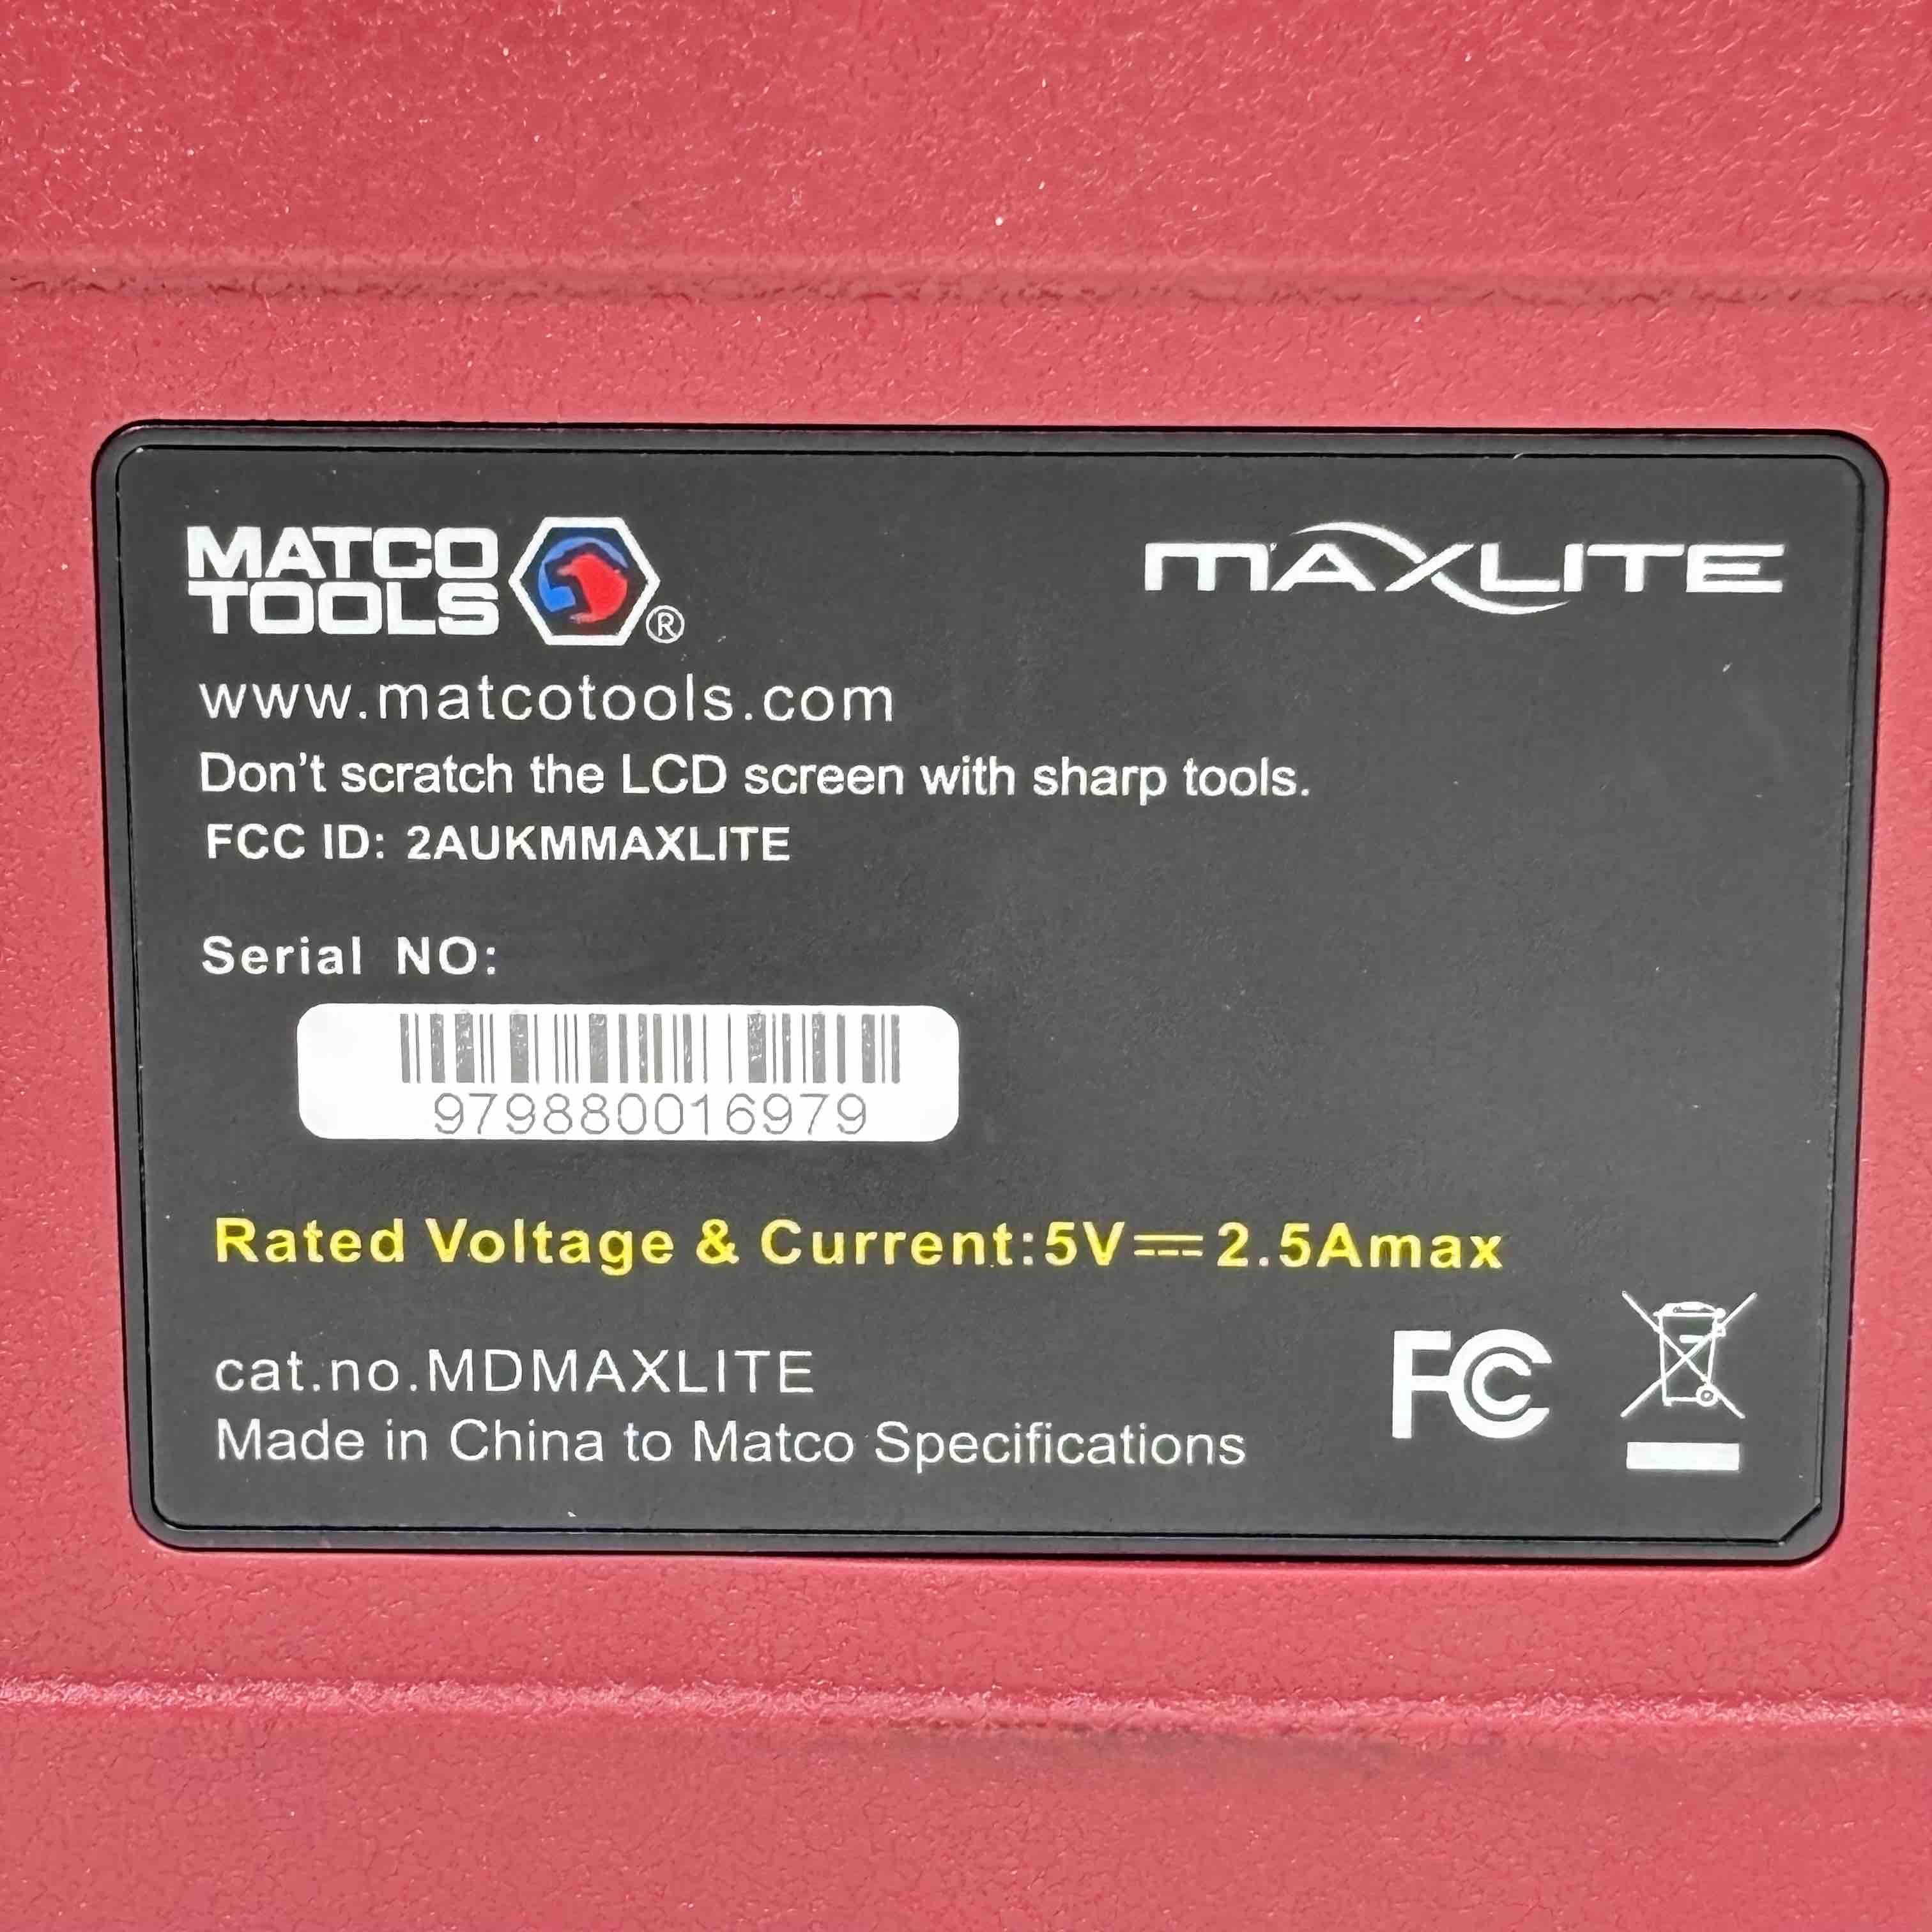 MATCO TOOLS ®
MAXLITE
www.matcotools.com
Don't scratch the LCD screen with sharp tools.
FCC ID: 2AUKMMAXLITE
Serial NO:
979880016979
Rated Voltage & Current:5V⎓2.5Amax
cat.no.MDMAXLITE
Made in China to Matco Specifications
FC